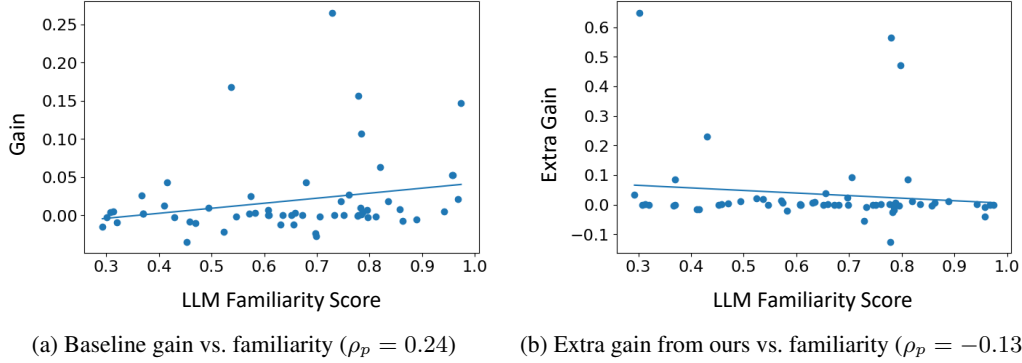 0.25
0.20
0.15
0.10
0.05
0.00
Gain
0.3 0.4 0.5 0.6 0.7 0.8 0.9 1.0
LLM Familiarity Score
(a) Baseline gain vs. familiarity (ρp = 0.24)
0.6
0.5
0.4
0.3
0.2
0.1
0.0
−0.1
Extra Gain
0.3 0.4 0.5 0.6 0.7 0.8 0.9 1.0
LLM Familiarity Score
(b) Extra gain from ours vs. familiarity (ρp = −0.13